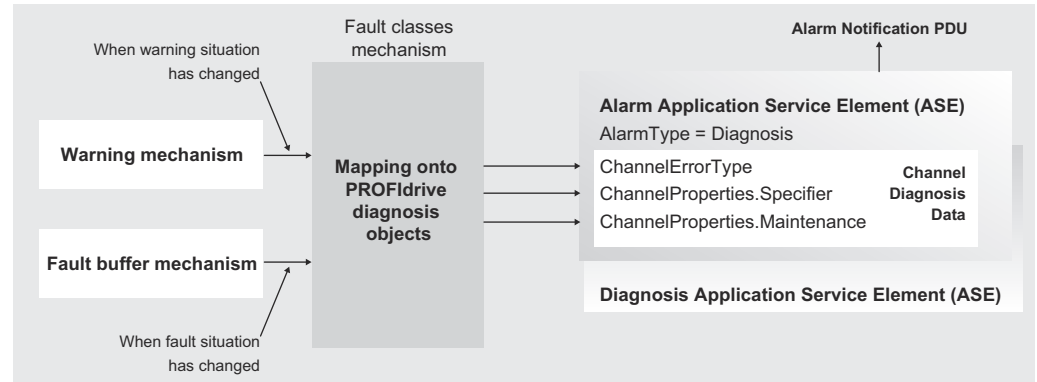 When warning situation
has changed
Fault classes
mechanism
Alarm Notification PDU
Warning mechanism
Fault buffer mechanism
When fault situation
has changed
Mapping onto
PROFIdrive
diagnosis
objects
Alarm Application Service Element (ASE)
AlarmType = Diagnosis
ChannelErrorType
ChannelProperties.Specifier
ChannelProperties.Maintenance
Channel
Diagnosis
Data
Diagnosis Application Service Element (ASE)